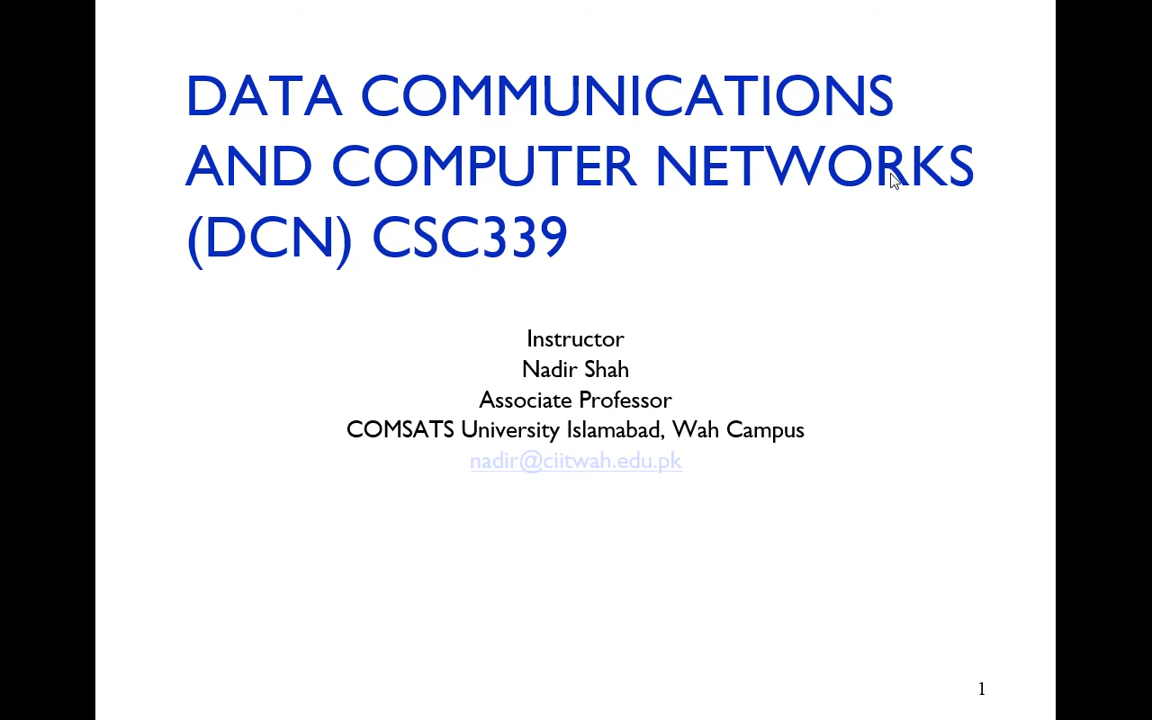 DATA COMMUNICATIONS
AND COMPUTER NETWORKS
(DCN) CSC339
Instructor
Nadir Shah
Associate Professor
COMSATS University Islamabad, Wah Campus
nadir@ciitwah.edu.pk
1